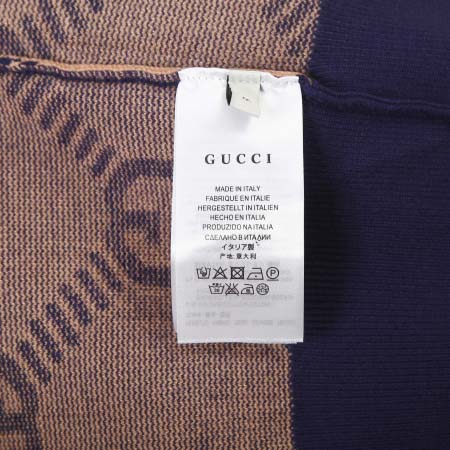 GUCCI
MADE IN ITALY
FABRIQUE EN ITALIE
HERGESTELLT IN ITALIEN
HECHO EN ITALIA
PRODUZIDO NA ITALIA
СДЕЛАНО В ИТАЛИИ
イタリア製
产地: 意大利